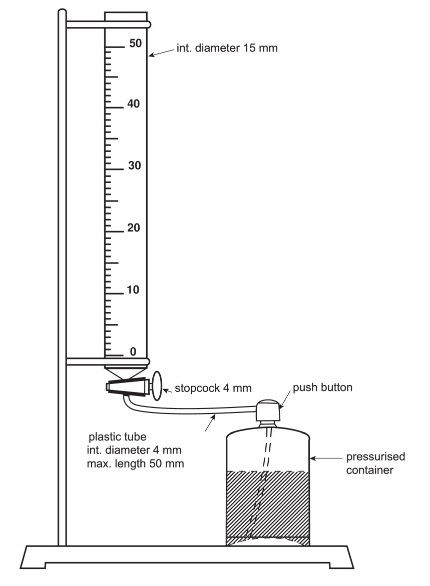 50
int. diameter 15 mm
40
30
20
10
0
stopcock 4 mm
push button
plastic tube
int. diameter 4 mm
max. length 50 mm
pressurised
container